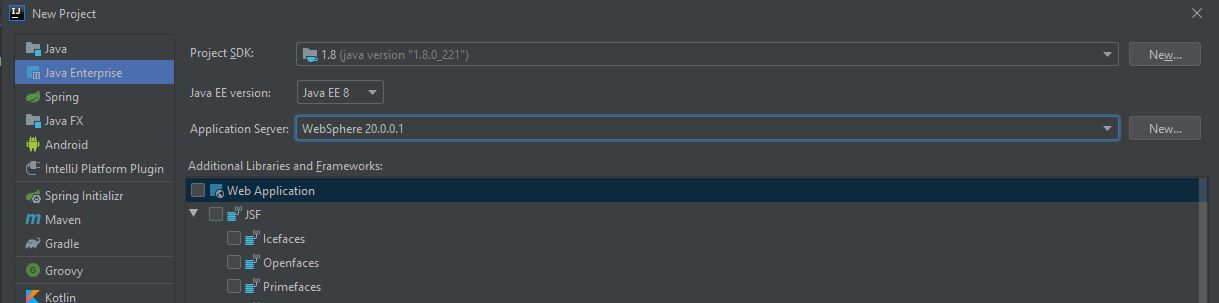 New Project
Java
Java Enterprise
Spring
Java FX
Android
IntelliJ Platform Plugin
Spring Initializr
Maven
Gradle
Groovy
Kotlin
Project SDK: 1.8 (java version "1.8.0_221") New...
Java EE version: Java EE 8
Application Server: WebSphere 20.0.0.1 New...
Additional Libraries and Frameworks:
Web Application
JSF
Icefaces
Openfaces
Primefaces